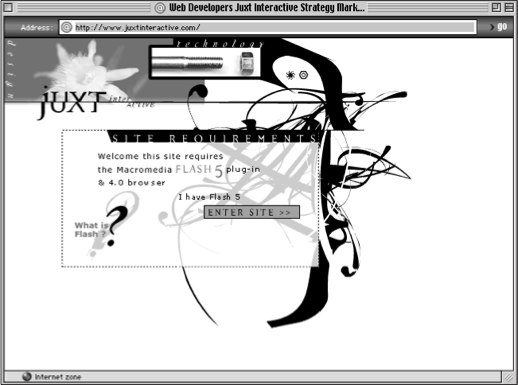 Web Developers Juxt Interactive Strategy Mark...
Address: @ http://www.juxtinteractive.com/ go
design
technology
jUXT inter ACTIVE
SITE REQUIREMENTS
Welcome this site requires
the Macromedia FLASH 5 plug-in
& 4.0 browser
I have Flash 5
ENTER SITE >>
What is
Flash ?
?
Internet zone